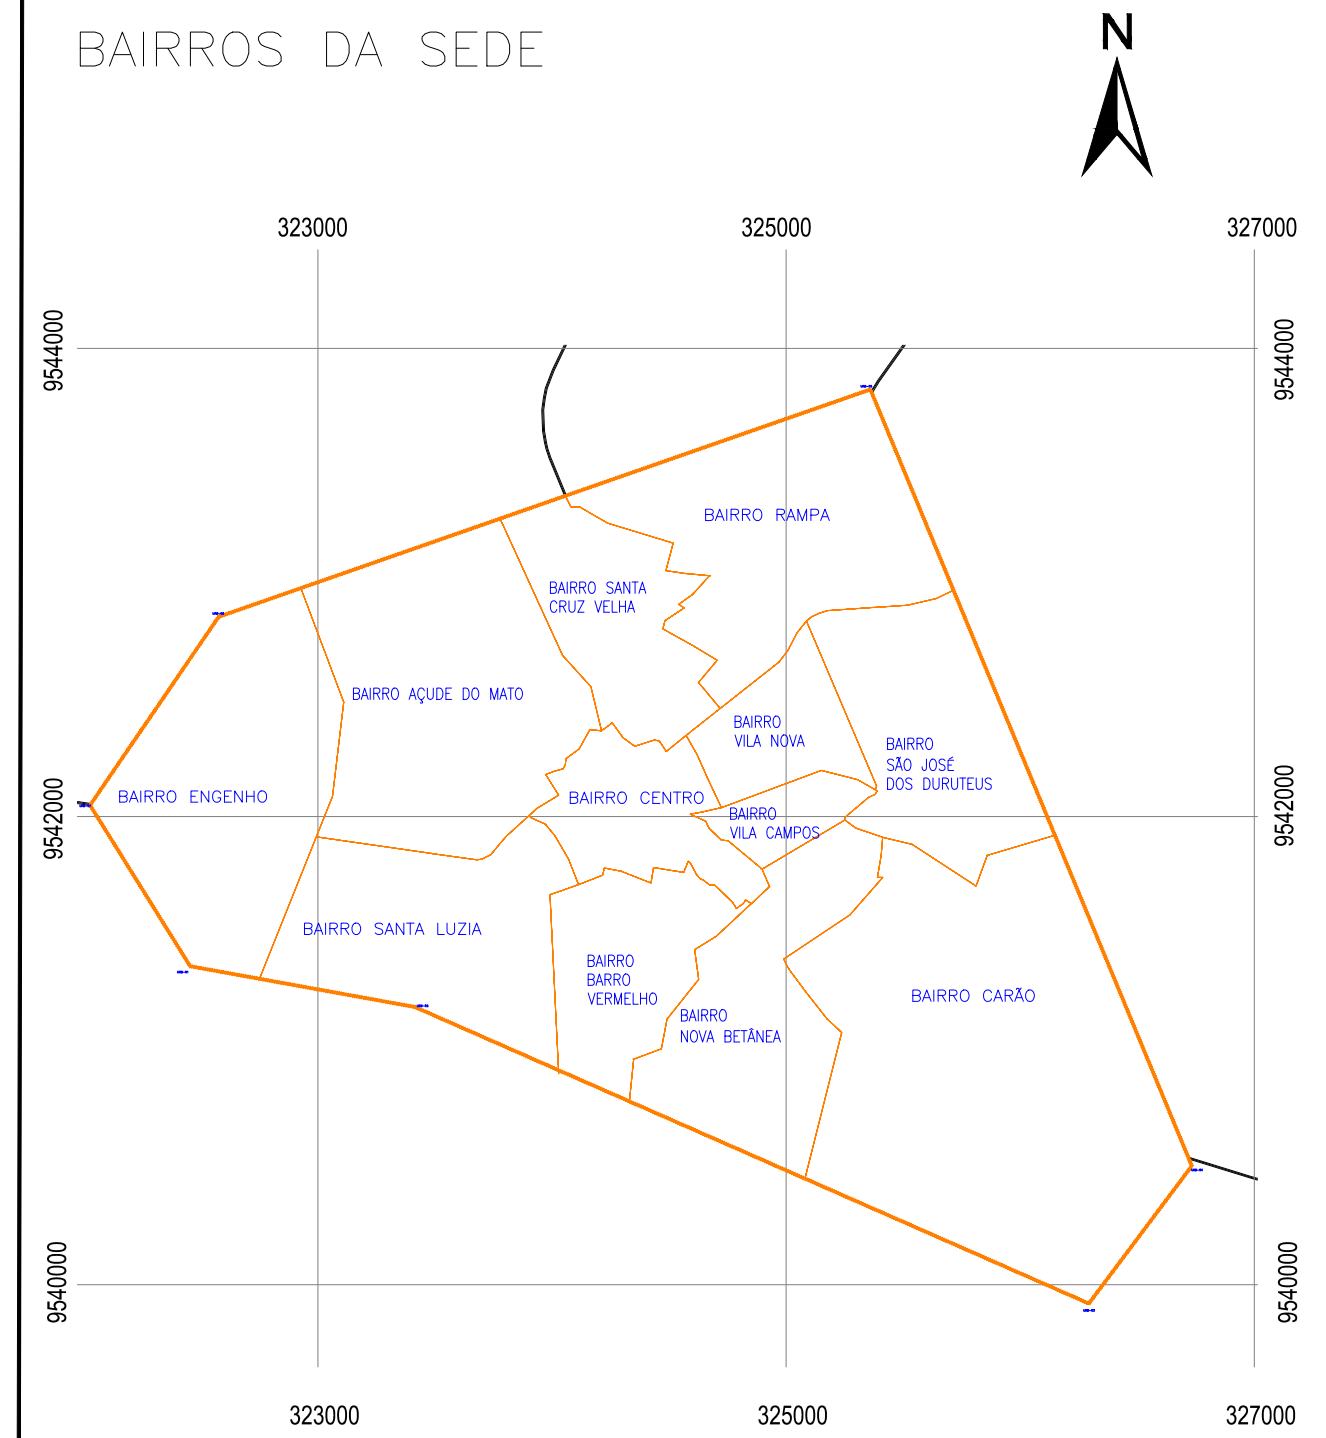 BAIRROS DA SEDE
N
323000
325000
327000
9544000
9544000
BAIRRO RAMPA
BAIRRO SANTA
CRUZ VELHA
BAIRRO AÇUDE DO MATO
BAIRRO
VILA NOVA
BAIRRO
SÃO JOSÉ
DOS DURUTEUS
BAIRRO ENGENHO
BAIRRO CENTRO
BAIRRO
VILA CAMPOS
9542000
9542000
BAIRRO SANTA LUZIA
BAIRRO
BARRO
VERMELHO
BAIRRO CARÃO
BAIRRO
NOVA BETÂNEA
9540000
9540000
323000
325000
327000